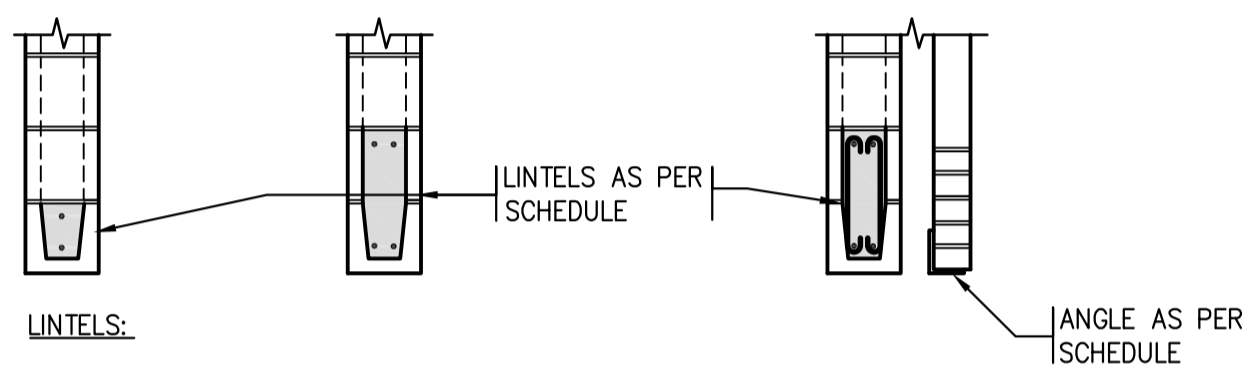 LINTELS AS PER
SCHEDULE
LINTELS:
ANGLE AS PER
SCHEDULE